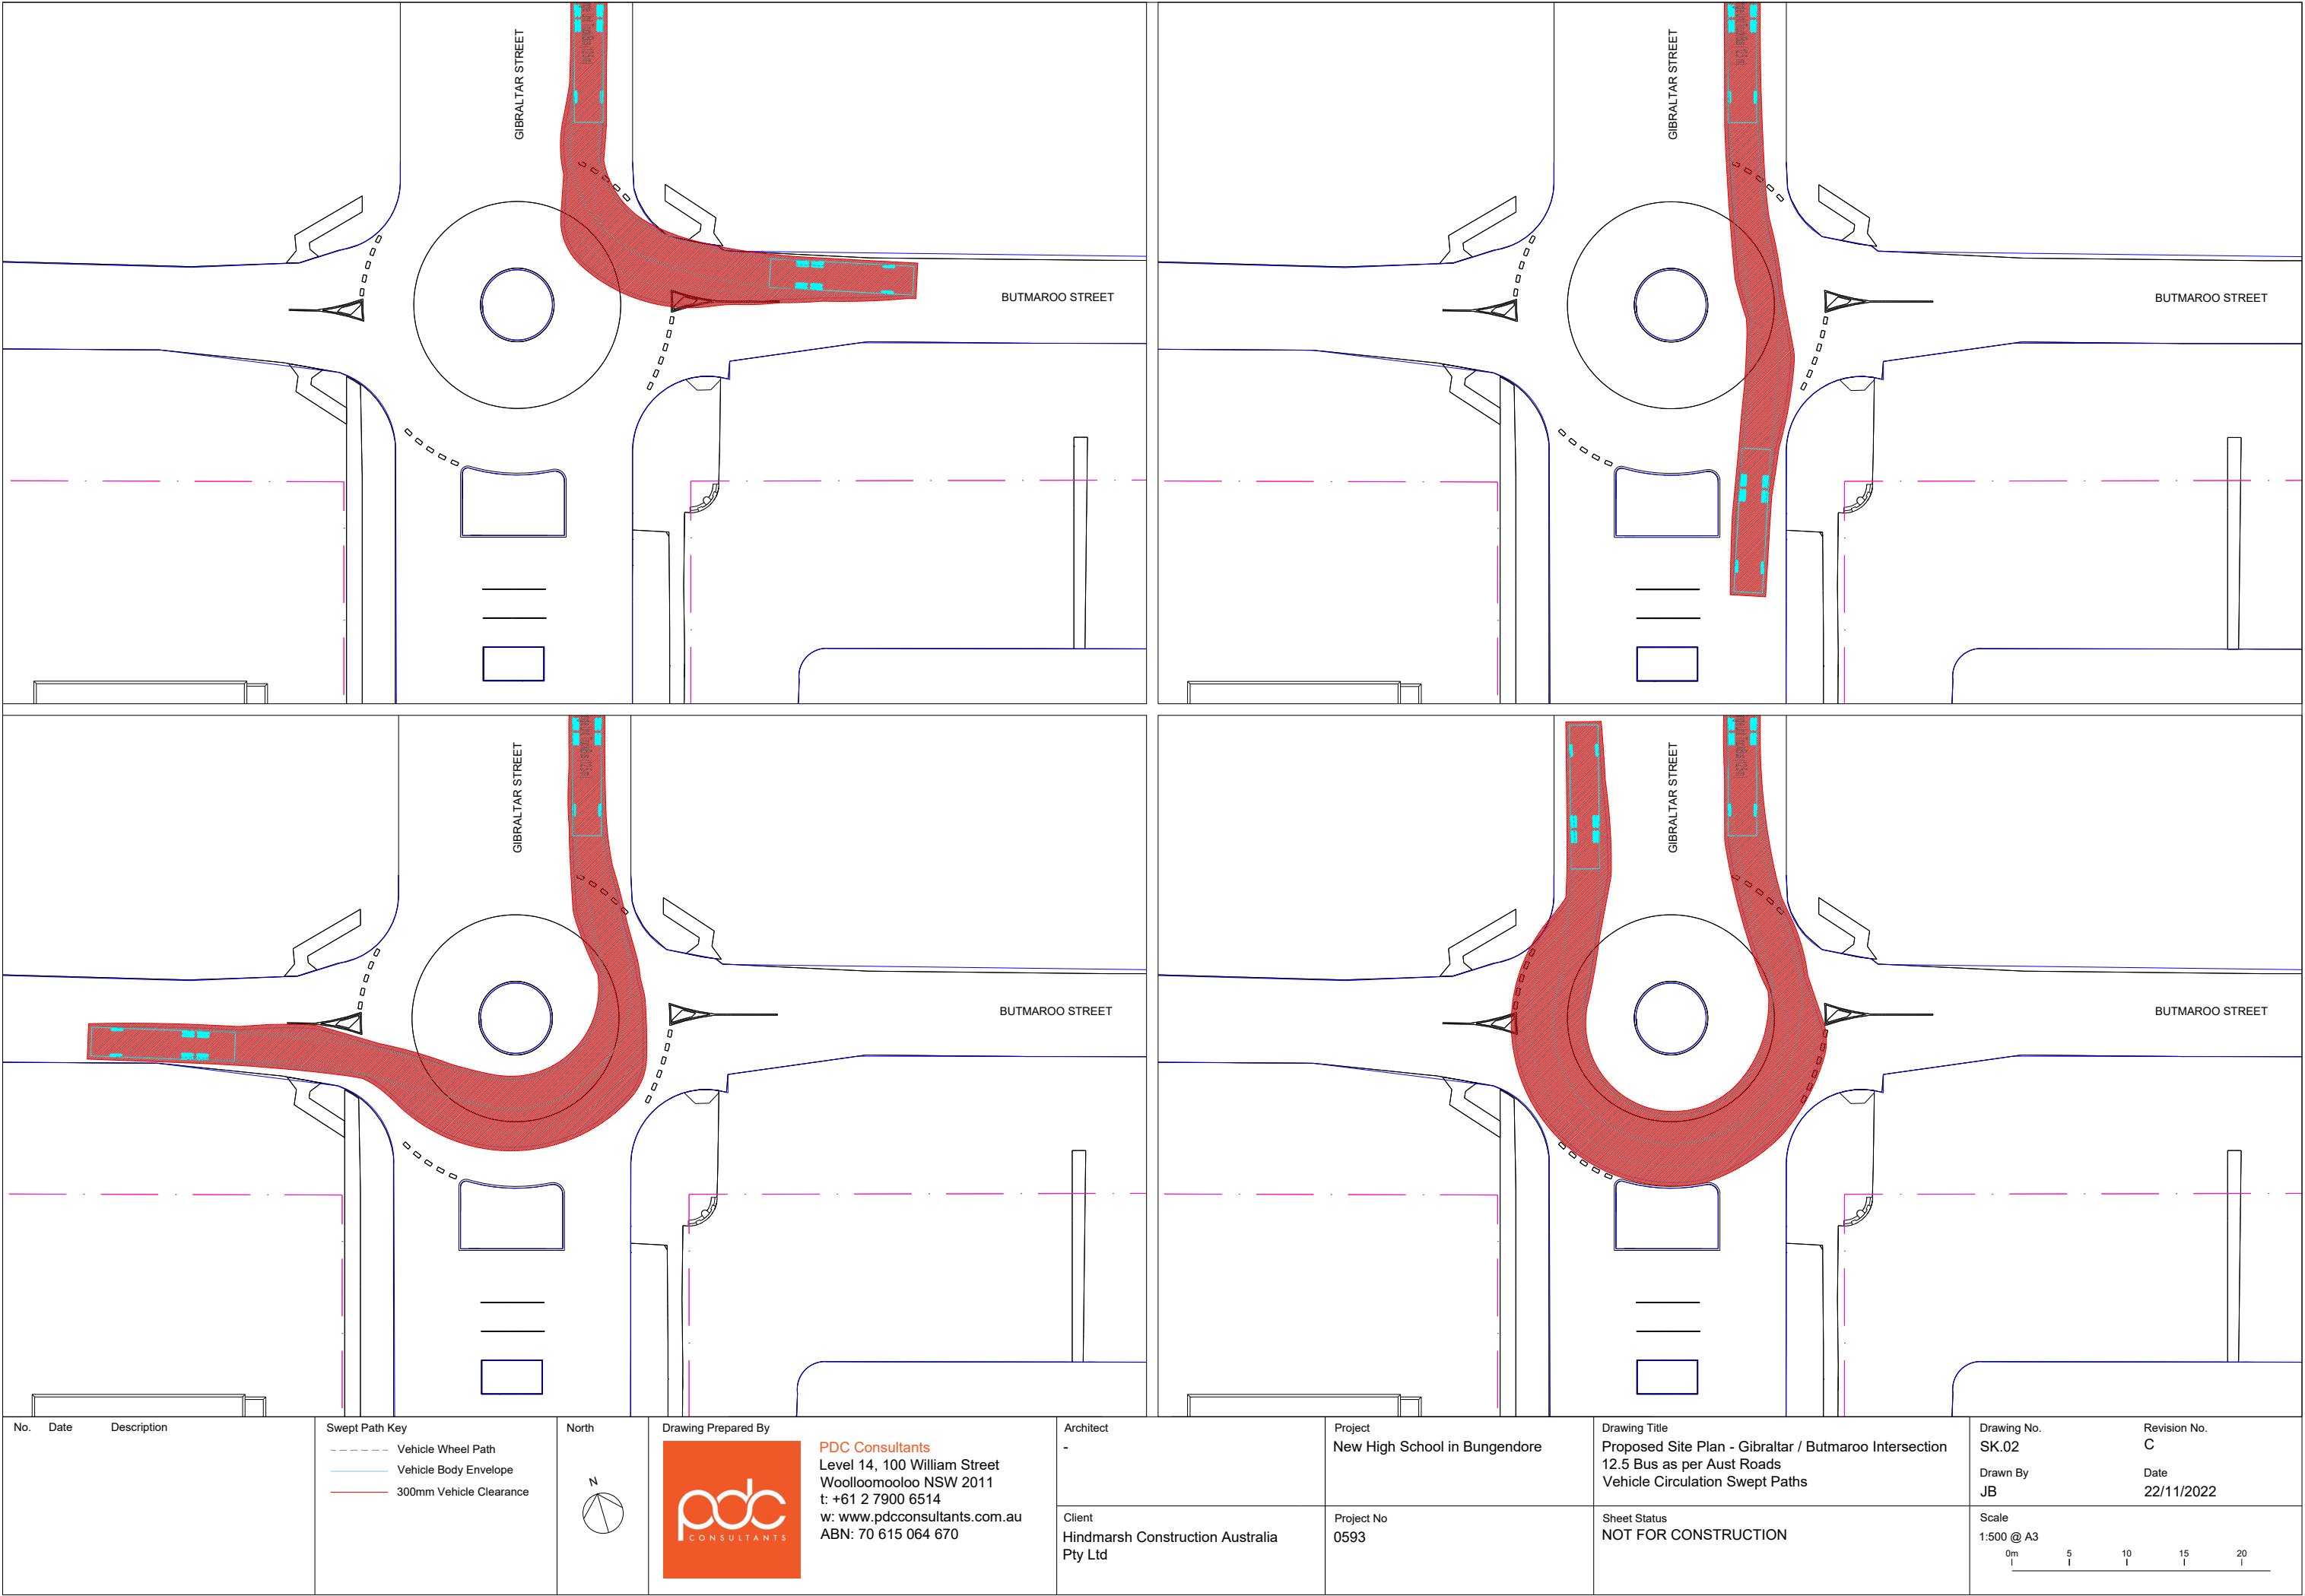 GIBRALTAR STREET
BUTMAROO STREET
GIBRALTAR STREET
BUTMAROO STREET
GIBRALTAR STREET
BUTMAROO STREET
GIBRALTAR STREET
BUTMAROO STREET
No. Date Description
Swept Path Key
Vehicle Wheel Path
Vehicle Body Envelope
300mm Vehicle Clearance
North
N
Drawing Prepared By
pdc
CONSULTANTS
PDC Consultants
Level 14, 100 William Street
Woolloomooloo NSW 2011
t: +61 2 7900 6514
w: www.pdcconsultants.com.au
ABN: 70 615 064 670
Architect
-
Client
Hindmarsh Construction Australia
Pty Ltd
Project
New High School in Bungendore
Project No
0593
Drawing Title
Proposed Site Plan - Gibraltar / Butmaroo Intersection
12.5 Bus as per Aust Roads
Vehicle Circulation Swept Paths
Sheet Status
NOT FOR CONSTRUCTION
Drawing No.
SK.02
Revision No.
C
Drawn By
JB
Date
22/11/2022
Scale
1:500 @ A3
0m 5 10 15 20